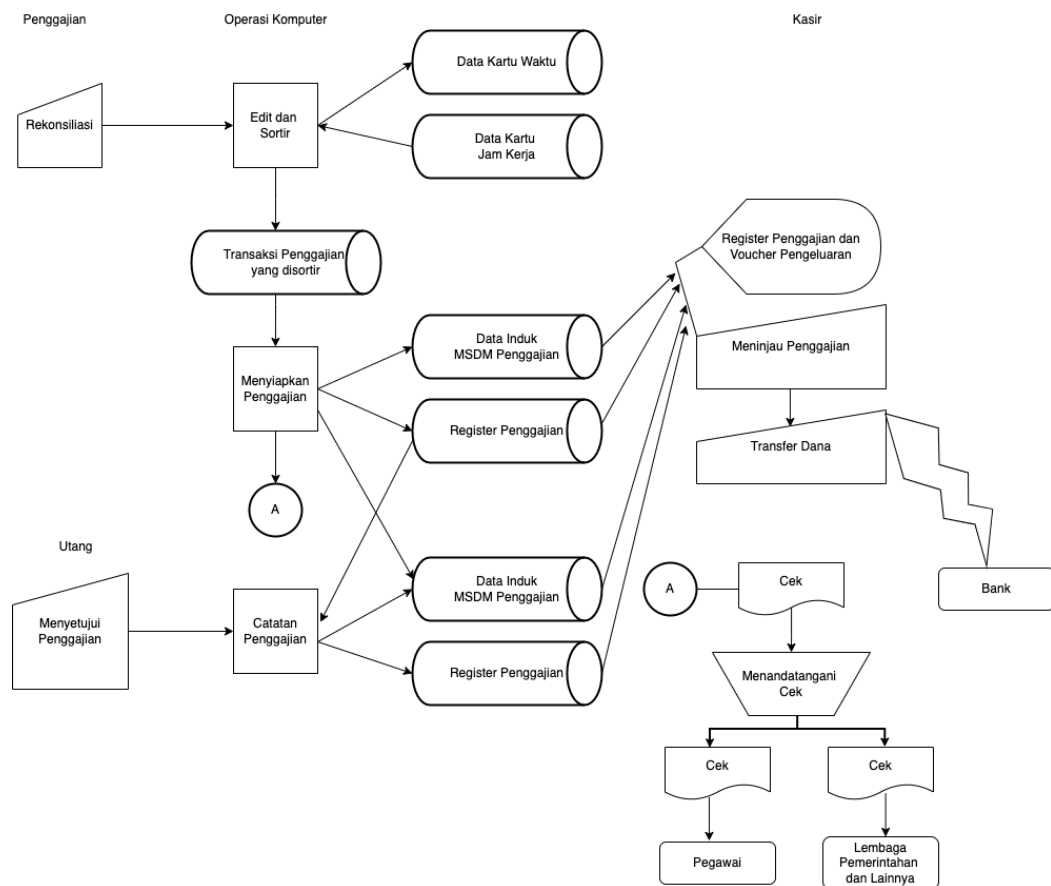 Penggajian
Operasi Komputer
Kasir
Rekonsiliasi
Edit dan
Sortir
Data Kartu Waktu
Data Kartu
Jam Kerja
Transaksi Penggajian
yang disortir
Register Penggajian dan
Voucher Pengeluaran
Menyiapkan
Penggajian
Data Induk
MSDM Penggajian
Meninjau Penggajian
Register Penggajian
Transfer Dana
A
Utang
Menyetujui
Penggajian
Catatan
Penggajian
Data Induk
MSDM Penggajian
Register Penggajian
A
Cek
Bank
Menandatangani
Cek
Cek
Cek
Pegawai
Lembaga
Pemerintahan
dan Lainnya